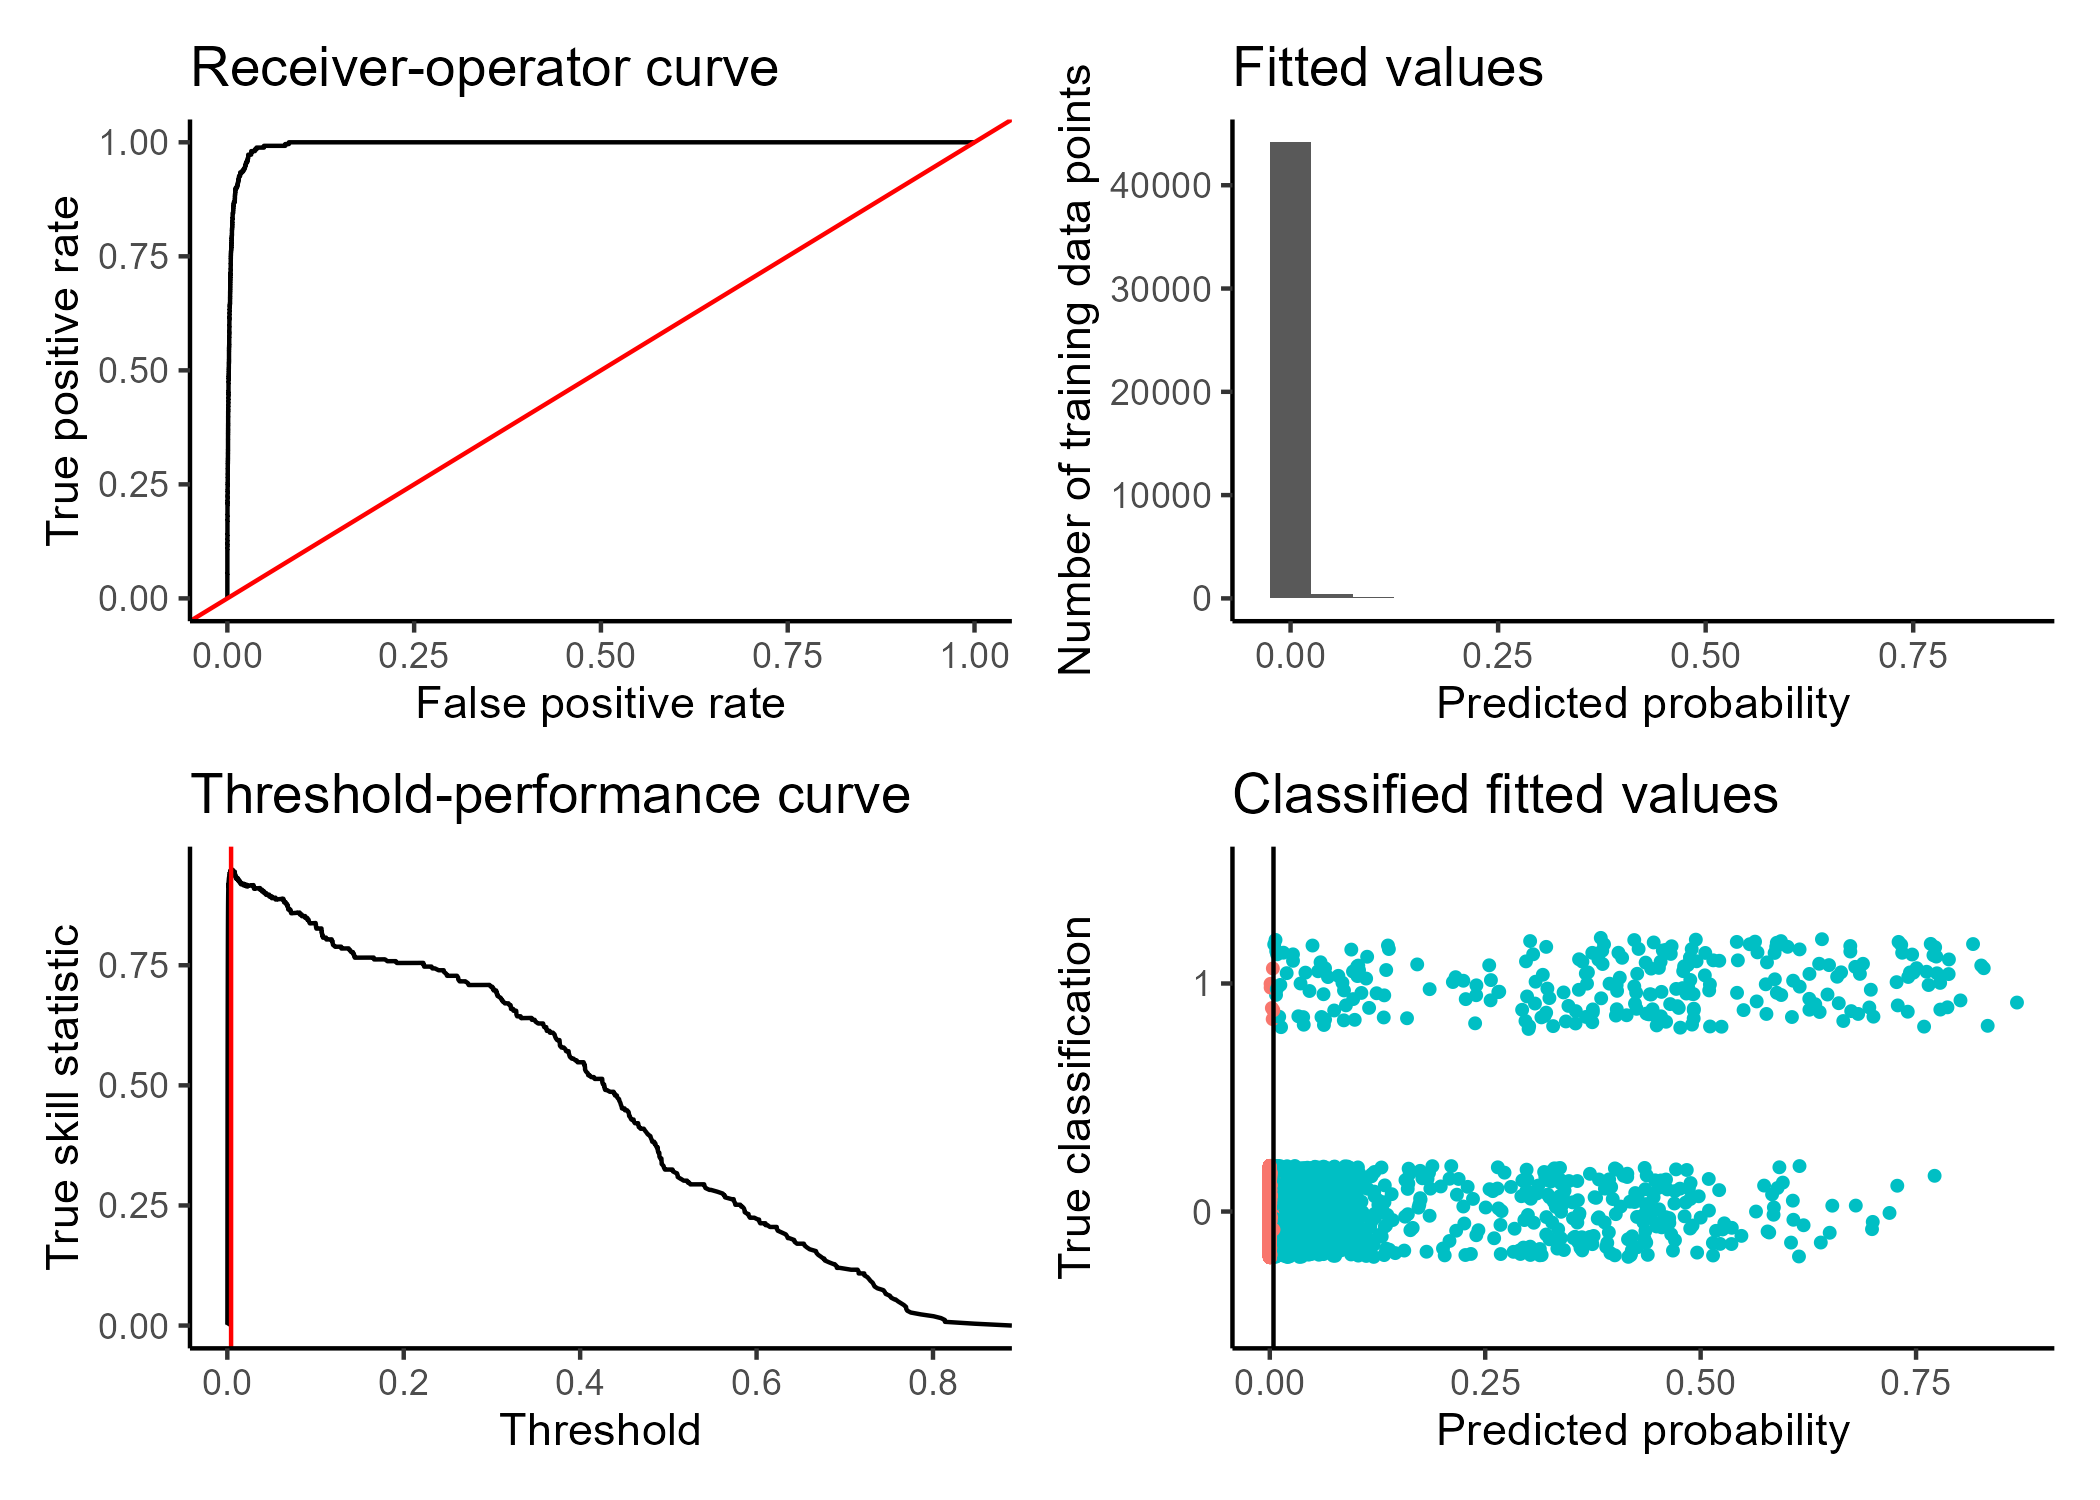 Receiver-operator curve
True positive rate
1.00
0.75
0.50
0.25
0.00
0.00 0.25 0.50 0.75 1.00
False positive rate
Fitted values
Number of training data points
40000
30000
20000
10000
0
0.00 0.25 0.50 0.75
Predicted probability
Threshold-performance curve
True skill statistic
0.75
0.50
0.25
0.00
0.0 0.2 0.4 0.6 0.8
Threshold
Classified fitted values
True classification
1
0
0.00 0.25 0.50 0.75
Predicted probability